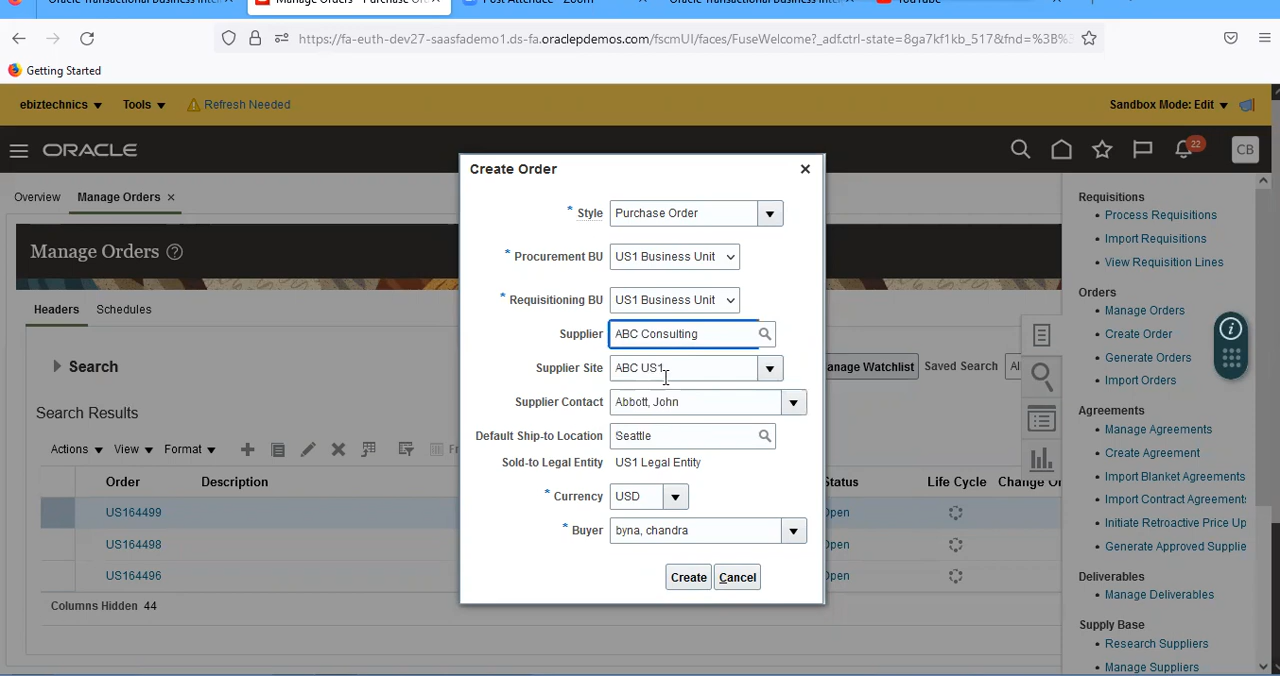 Oracle Transactional Business Intel
Manage Orders - Purchase Or
Post Attendee - Zoom
Oracle Transactional Business Intel
YouTube
https://fa-euth-dev27-saasfademo1.ds-fa.oraclepdemos.com/fscmUI/faces/FuseWelcome?_adf.ctrl-state=8ga7kf1kb_517&fnd=%3B%
Getting Started
ebiztechnics Tools Refresh Needed Sandbox Mode: Edit
ORACLE 22 CB
Overview Manage Orders ×
Manage Orders ?
Headers Schedules
Search
anage Watchlist Saved Search Al
Search Results
Actions View Format Fr
Order Description Status Life Cycle Change Or
US164499 Open
US164498 Open
US164496 Open
Columns Hidden 44
Create Order
* Style Purchase Order
* Procurement BU US1 Business Unit
* Requisitioning BU US1 Business Unit
Supplier ABC Consulting
Supplier Site ABC US1
Supplier Contact Abbott, John
Default Ship-to Location Seattle
Sold-to Legal Entity US1 Legal Entity
* Currency USD
* Buyer byna, chandra
Create Cancel
Requisitions
• Process Requisitions
• Import Requisitions
• View Requisition Lines
Orders
• Manage Orders
• Create Order
• Generate Orders
• Import Orders
Agreements
• Manage Agreements
• Create Agreement
• Import Blanket Agreements
• Import Contract Agreements
• Initiate Retroactive Price Up
• Generate Approved Supplie
Deliverables
• Manage Deliverables
Supply Base
• Research Suppliers
• Manage Suppliers